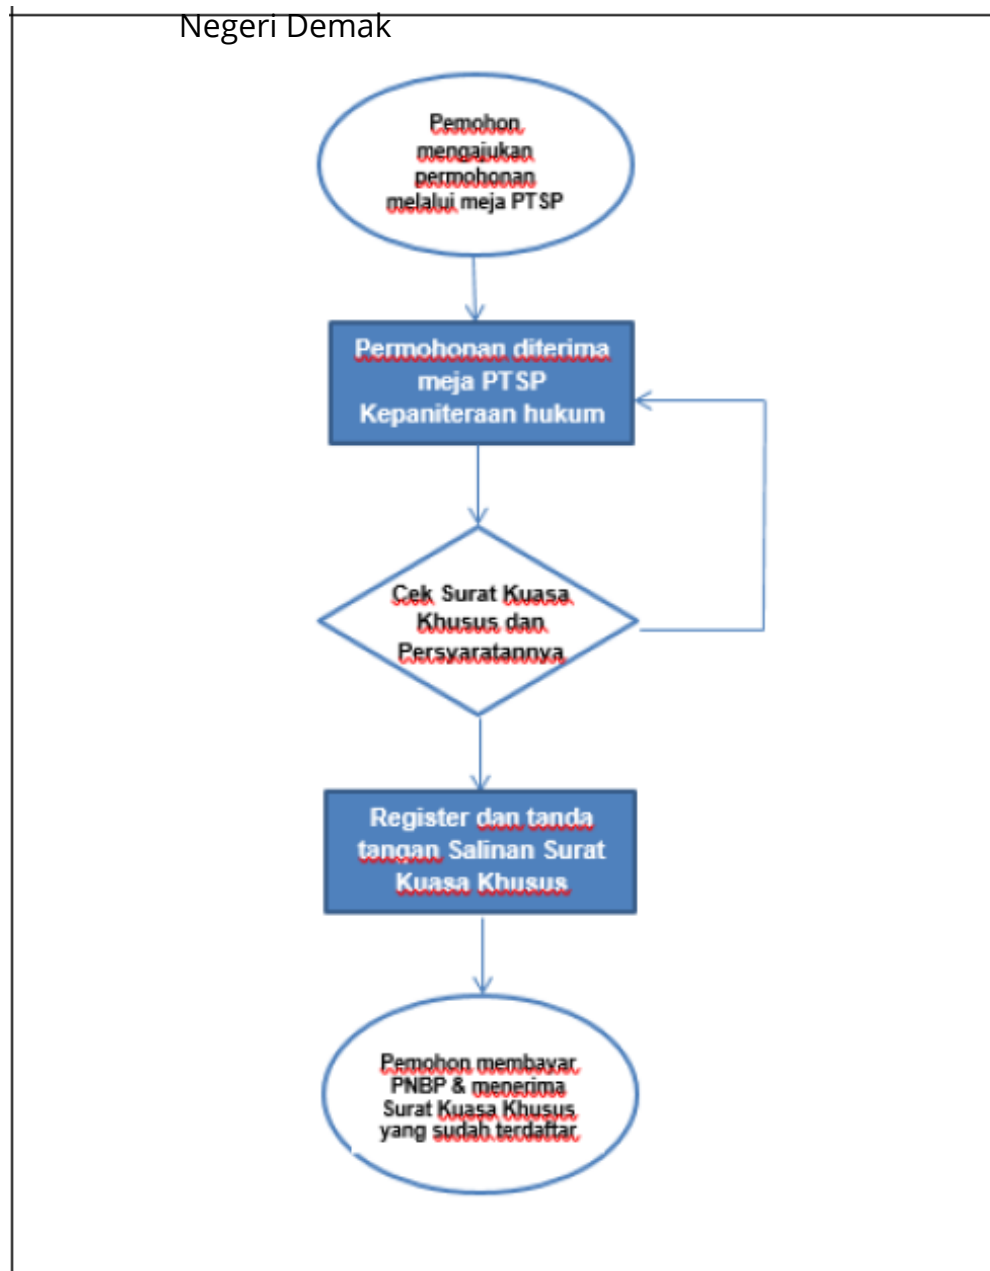 Negeri Demak
Pemohon
mengajukan
permohonan
melalui meja PTSP
Permohonan diterima
meja PTSP
Kepaniteraan hukum
Cek Surat Kuasa
Khusus dan
Persyaratannya
Register dan tanda
tangan Salinan Surat
Kuasa Khusus
Pemohon membayar
PNBP & menerima
Surat Kuasa Khusus
yang sudah terdaftar